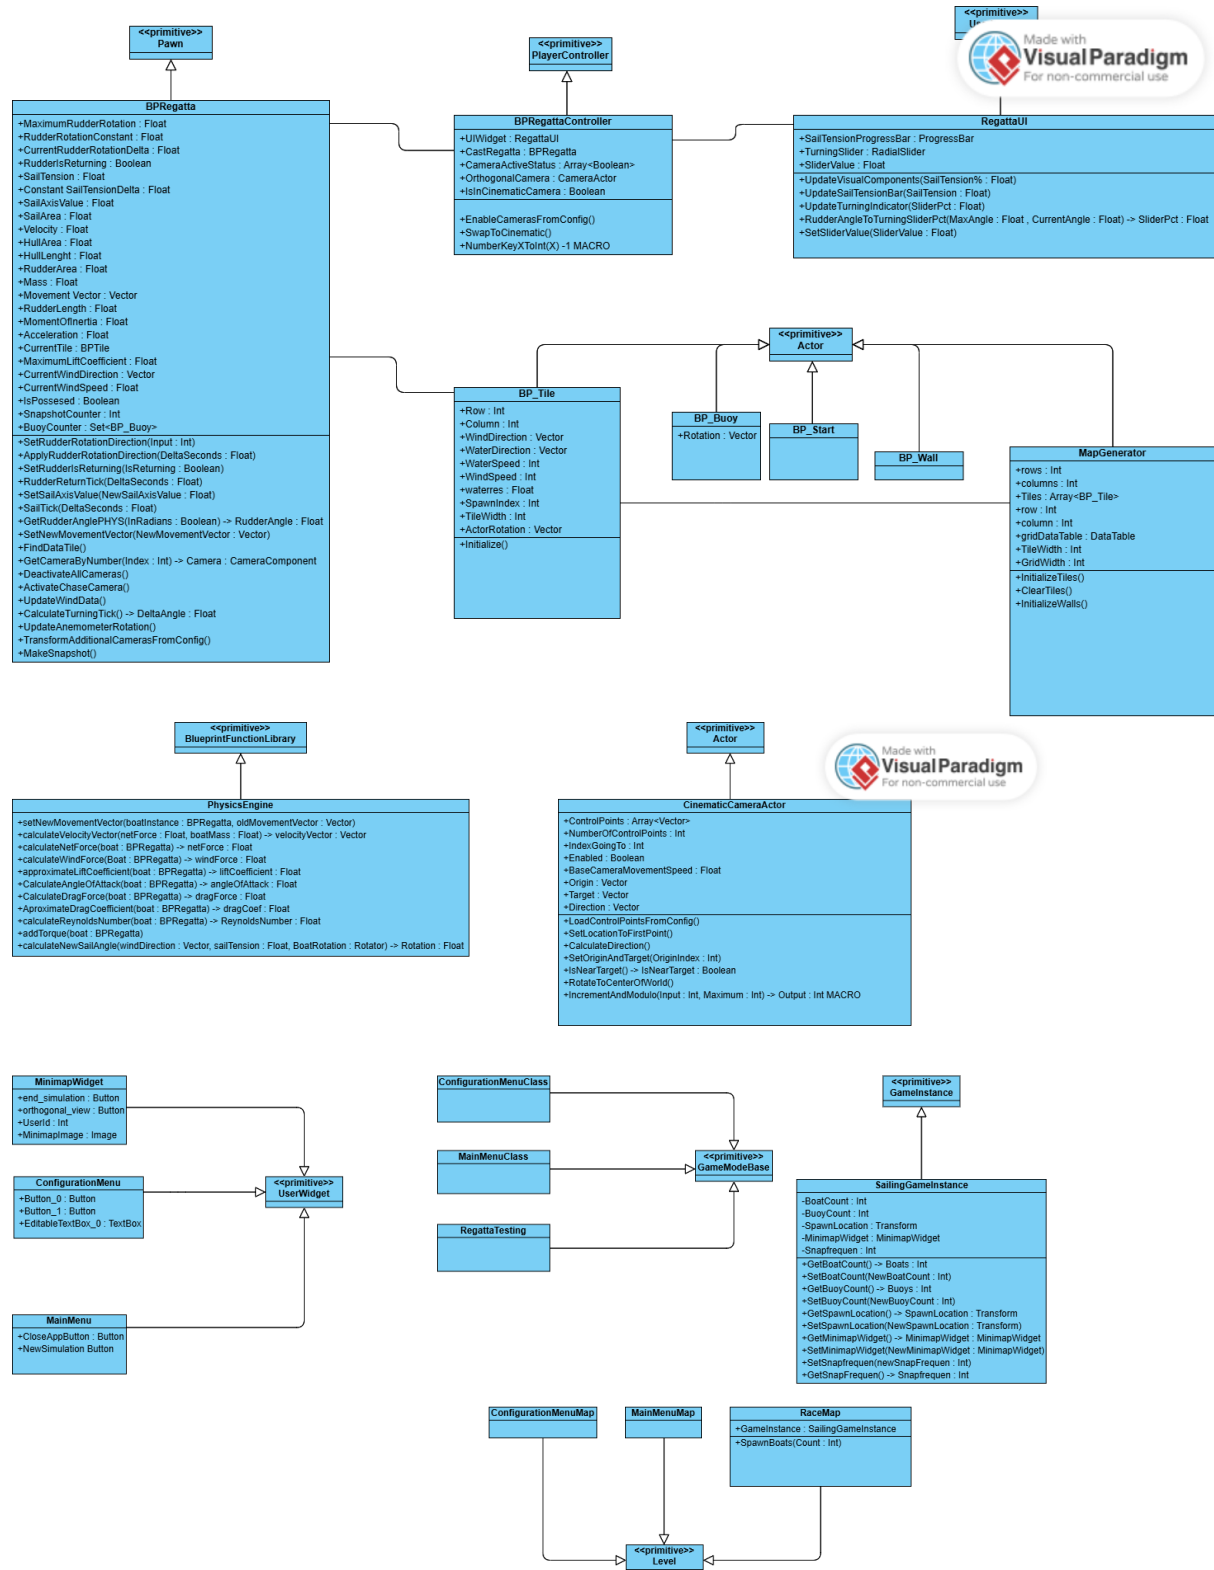 <<primitive>>
Pawn
<<primitive>>
PlayerController
<<primitive>>
Made with
Visual Paradigm
For non-commercial use
BPRegatta
+MaximumRudderRotation : Float
+RudderRotationConstant : Float
+CurrentRudderRotationDelta : Float
+RudderIsReturning : Boolean
+SailTension : Float
+Constant SailTensionDelta : Float
+SailAxisValue : Float
+SailArea : Float
+Velocity : Float
+HullArea : Float
+HullLenght : Float
+RudderArea : Float
+Mass : Float
+Movement Vector : Vector
+RudderLength : Float
+MomentOfInertia : Float
+Acceleration : Float
+CurrentTile : BPTile
+MaximumLiftCoefficient : Float
+CurrentWindDirection : Vector
+CurrentWindSpeed : Float
+IsPossesed : Boolean
+SnapshotCounter : Int
+BuoyCounter : Set<BP_Buoy>
+SetRudderRotationDirection(Input : Int)
+ApplyRudderRotationDirection(DeltaSeconds : Float)
+SetRudderIsReturning(IsReturning : Boolean)
+RudderReturnTick(DeltaSeconds : Float)
+SetSailAxisValue(NewSailAxisValue : Float)
+SailTick(DeltaSeconds : Float)
+GetRudderAnglePHYS(InRadians : Boolean) -> RudderAngle : Float
+SetNewMovementVector(NewMovementVector : Vector)
+FindDataTile()
+GetCameraByNumber(Index : Int) -> Camera : CameraComponent
+DeactivateAllCameras()
+ActivateChaseCamera()
+UpdateWindData()
+CalculateTurningTick() -> DeltaAngle : Float
+UpdateAnemometerRotation()
+TransformAdditionalCamerasFromConfig()
+MakeSnapshot()
BPRegattaController
+UIWidget : RegattaUI
+CastRegatta : BPRegatta
+CameraActiveStatus : Array<Boolean>
+OrthogonalCamera : CameraActor
+IsInCinematicCamera : Boolean
+EnableCamerasFromConfig()
+SwapToCinematic()
+NumberKeyXToInt(X) -1 MACRO
RegattaUI
+SailTensionProgressBar : ProgressBar
+TurningSlider : RadialSlider
+SliderValue : Float
+UpdateVisualComponents(SailTension% : Float)
+UpdateSailTensionBar(SailTension : Float)
+UpdateTurningIndicator(SliderPct : Float)
+RudderAngleToTurningSliderPct(MaxAngle : Float , CurrentAngle : Float) -> SliderPct : Float
+SetSliderValue(SliderValue : Float)
<<primitive>>
Actor
BP_Tile
+Row : Int
+Column : Int
+WindDirection : Vector
+WaterDirection : Vector
+WaterSpeed : Int
+WindSpeed : Int
+waterres : Float
+SpawnIndex : Int
+TileWidth : Int
+ActorRotation : Vector
+Initialize()
BP_Buoy
+Rotation : Vector
BP_Start
BP_Wall
MapGenerator
+rows : Int
+columns : Int
+Tiles : Array<BP_Tile>
+row : Int
+column : Int
+gridDataTable : DataTable
+TileWidth : Int
+GridWidth : Int
+InitializeTiles()
+ClearTiles()
+InitializeWalls()
<<primitive>>
BlueprintFunctionLibrary
<<primitive>>
Actor
Made with
Visual Paradigm
For non-commercial use
PhysicsEngine
+setNewMovementVector(boatInstance : BPRegatta, oldMovementVector : Vector)
+calculateVelocityVector(netForce : Float, boatMass : Float) -> velocityVector : Vector
+calculateNetForce(boat : BPRegatta) -> netForce : Float
+calculateWindForce(Boat : BPRegatta) -> windForce : Float
+approximateLiftCoefficient(boat : BPRegatta) -> liftCoefficient : Float
+CalculateAngleOfAttack(boat : BPRegatta) -> angleOfAttack : Float
+CalculateDragForce(boat : BPRegatta) -> dragForce : Float
+AproximateDragCoefficient(boat : BPRegatta) -> dragCoef : Float
+calculateReynoldsNumber(boat : BPRegatta) -> ReynoldsNumber : Float
+addTorque(boat : BPRegatta)
+calculateNewSailAngle(windDirection : Vector, sailTension : Float, BoatRotation : Rotator) -> Rotation : Float
CinematicCameraActor
+ControlPoints : Array<Vector>
+NumberOfControlPoints : Int
+IndexGoingTo : Int
+Enabled : Boolean
+BaseCameraMovementSpeed : Float
+Origin : Vector
+Target : Vector
+Direction : Vector
+LoadControlPointsFromConfig()
+SetLocationToFirstPoint()
+CalculateDirection()
+SetOriginAndTarget(OriginIndex : Int)
+IsNearTarget() -> IsNearTarget : Boolean
+RotateToCenterOfWorld()
+IncrementAndModulo(Input : Int, Maximum : Int) -> Output : Int MACRO
MinimapWidget
+end_simulation : Button
+orthogonal_view : Button
+UserId : Int
+MinimapImage : Image
ConfigurationMenu
+Button_0 : Button
+Button_1 : Button
+EditableTextBox_0 : TextBox
<<primitive>>
UserWidget
MainMenu
+CloseAppButton : Button
+NewSimulation Button
ConfigurationMenuClass
MainMenuClass
RegattaTesting
<<primitive>>
GameModeBase
<<primitive>>
GameInstance
SailingGameInstance
-BoatCount : Int
-BuoyCount : Int
-SpawnLocation : Transform
-MinimapWidget : MinimapWidget
-Snapfrequen : Int
+GetBoatCount() -> Boats : Int
+SetBoatCount(NewBoatCount : Int)
+GetBuoyCount() -> Buoys : Int
+SetBuoyCount(NewBuoyCount : Int)
+GetSpawnLocation() -> SpawnLocation : Transform
+SetSpawnLocation(NewSpawnLocation : Transform)
+GetMinimapWidget() -> MinimapWidget : MinimapWidget
+SetMinimapWidget(NewMinimapWidget : MinimapWidget)
+SetSnapfrequen(newSnapFrequen : Int)
+GetSnapFrequen() -> Snapfrequen : Int
ConfigurationMenuMap
MainMenuMap
RaceMap
+GameInstance : SailingGameInstance
+SpawnBoats(Count : Int)
<<primitive>>
Level